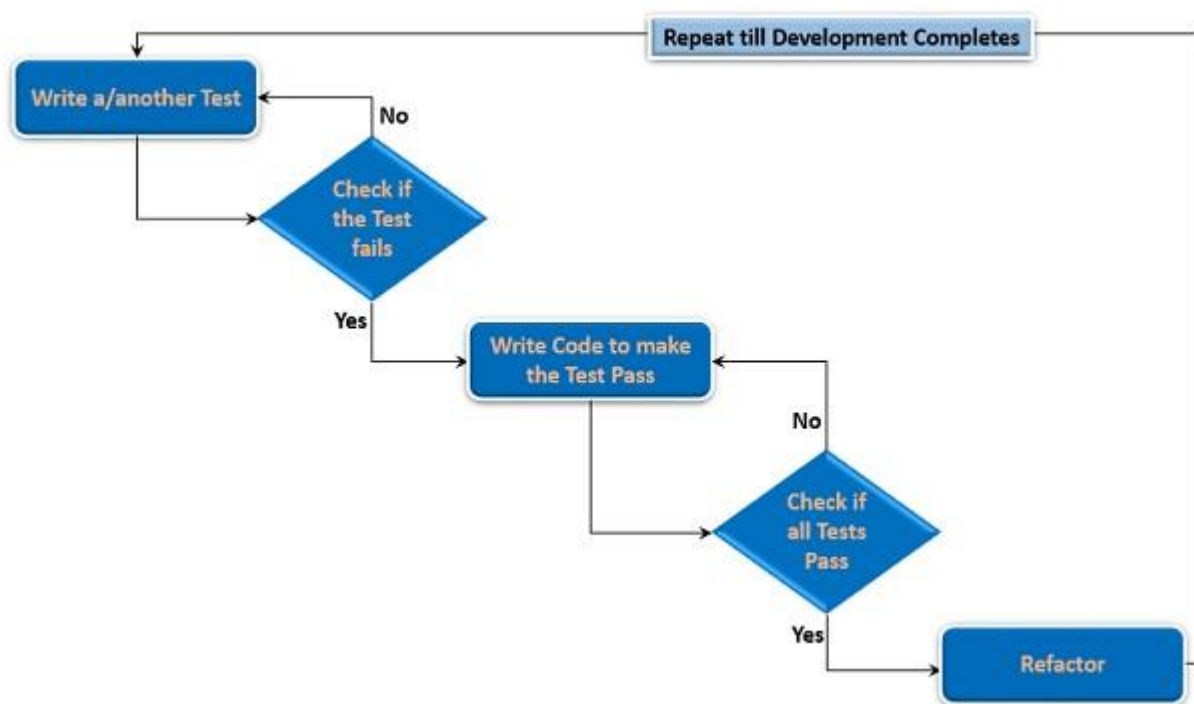 Repeat till Development Completes
Write a/another Test
No
Check if
the Test
fails
Yes
Write Code to make
the Test Pass
No
Check if
all Tests
Pass
Yes
Refactor